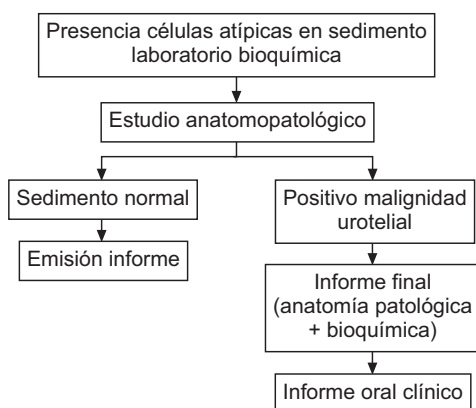 Presencia células atípicas en sedimento
laboratorio bioquímica
Estudio anatomopatológico
Sedimento normal
Emisión informe
Positivo malignidad
urotelial
Informe final
(anatomía patológica
+ bioquímica)
Informe oral clínico